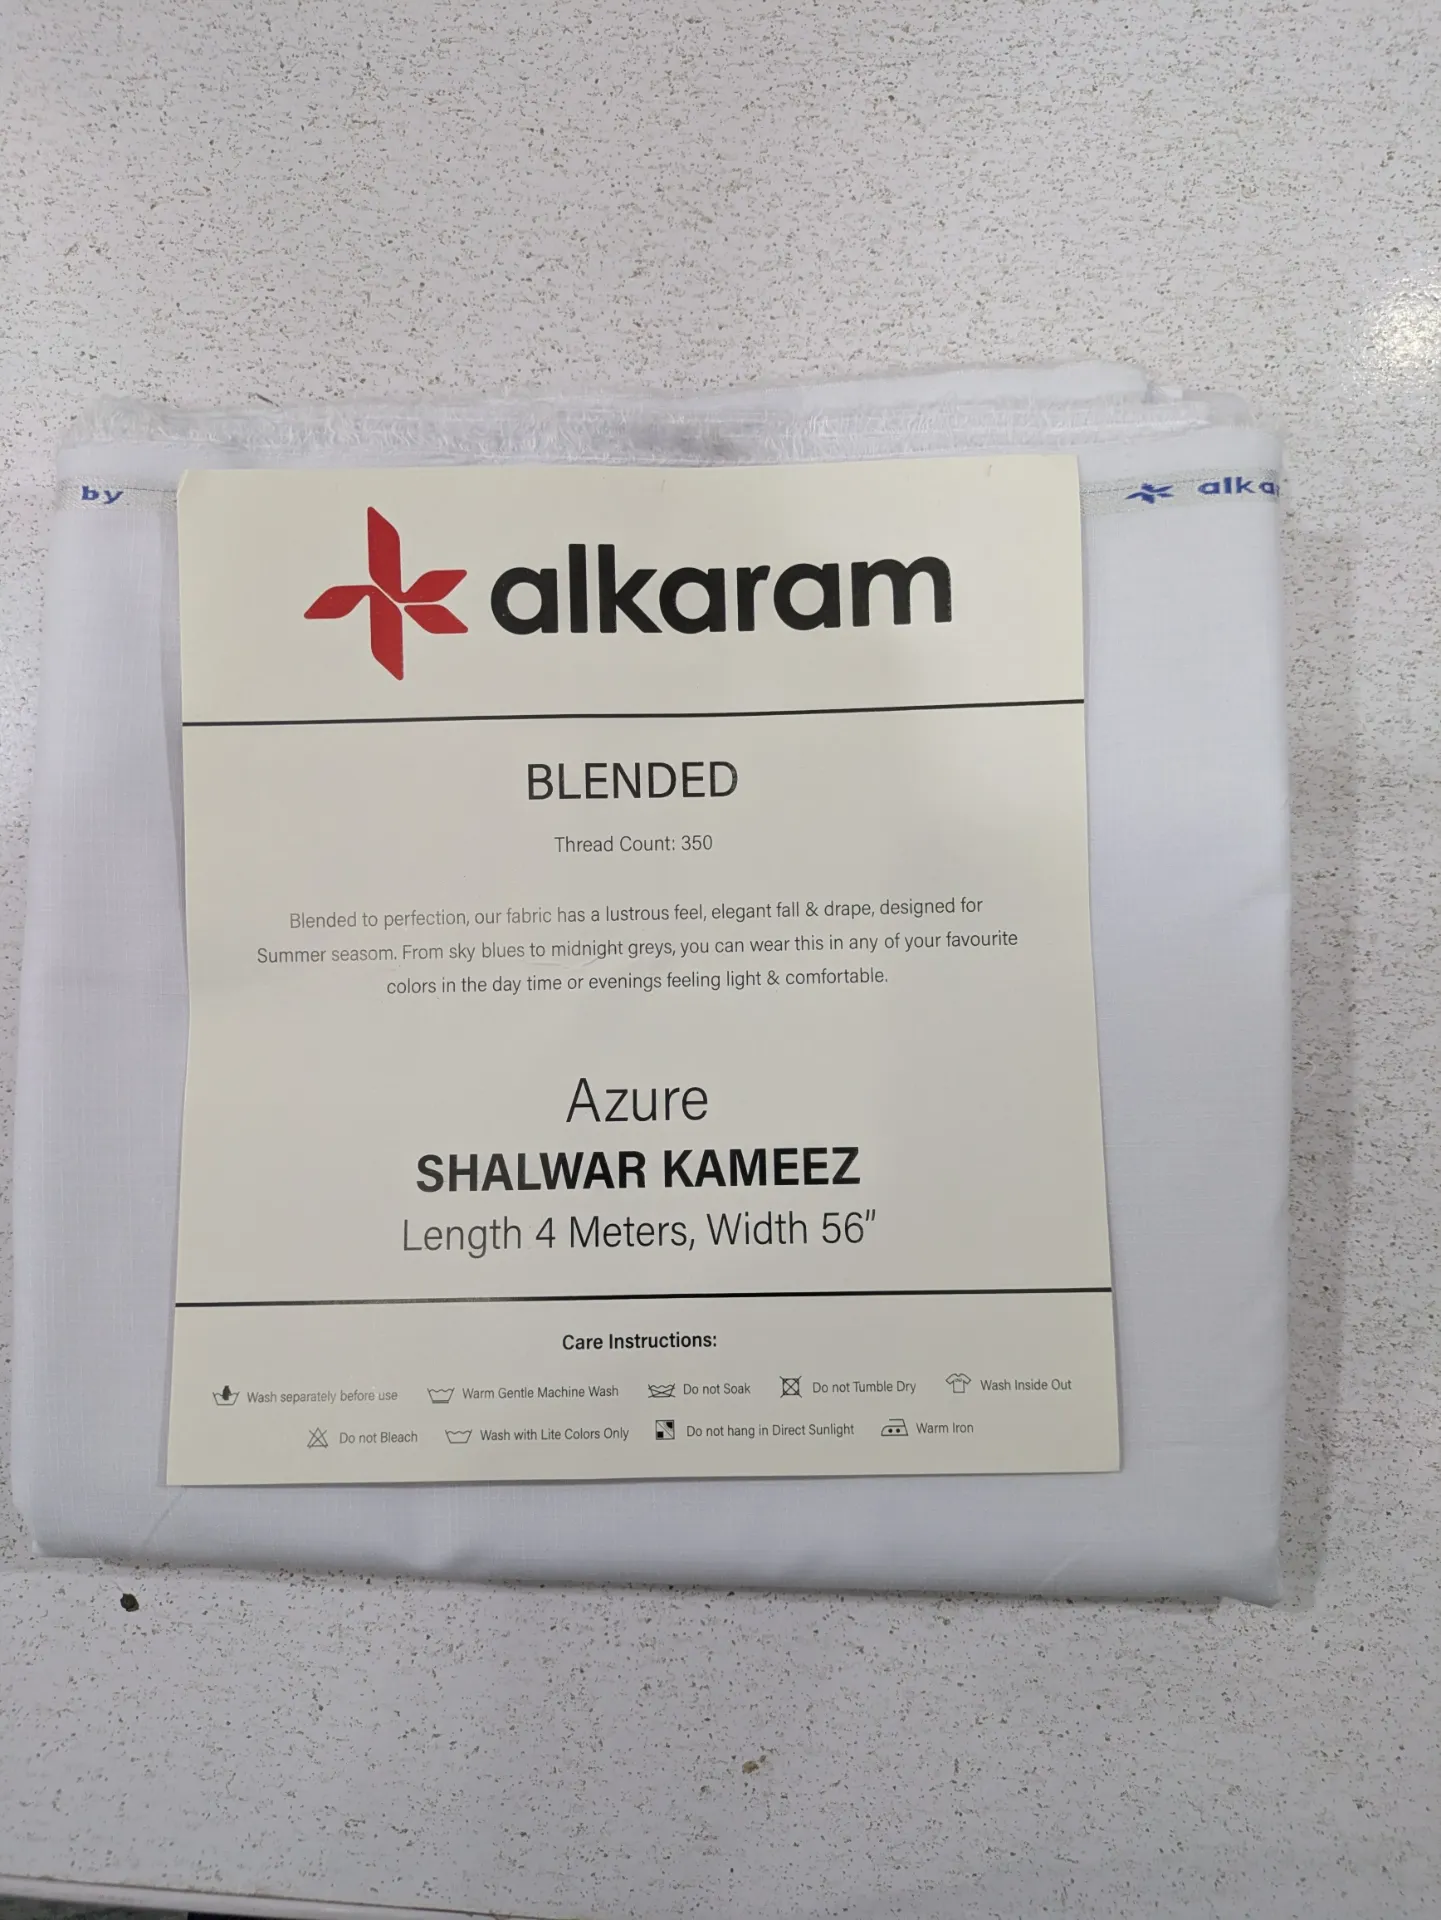 by
alka
alkaram
BLENDED
Thread Count: 350
Blended to perfection, our fabric has a lustrous feel, elegant fall & drape, designed for
Summer seasom. From sky blues to midnight greys, you can wear this in any of your favourite
colors in the day time or evenings feeling light & comfortable.
Azure
SHALWAR KAMEEZ
Length 4 Meters, Width 56"
Care Instructions:
Wash separately before use Warm Gentle Machine Wash Do not Soak Do not Tumble Dry Wash Inside Out
Do not Bleach Wash with Lite Colors Only Do not hang in Direct Sunlight Warm Iron